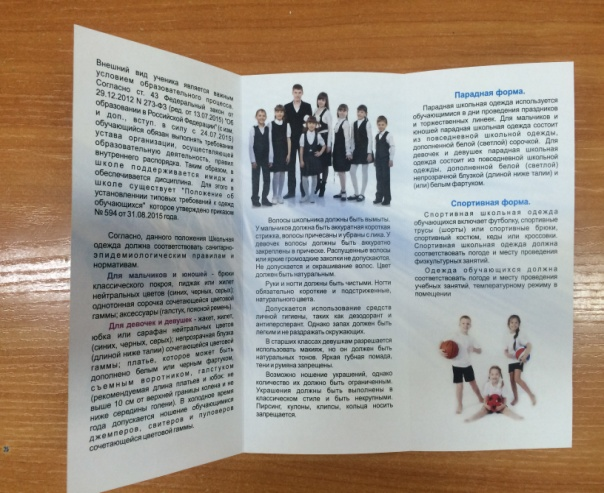 Внешний вид ученика является важным
условием образовательного процесса.
Согласно ст. 43 Федеральный закон от
29.12.2012 N 273-ФЗ (ред. от 13.07.2015) "Об
образовании в Российской Федерации" (с изм.
и доп., вступ. в силу с 24.07.2015)
обучающийся обязан выполнять требования
устава организации, осуществляющей
образовательную деятельность, правил
внутреннего распорядка. Таким образом, в
школе поддерживается имидж и
обеспечивается дисциплина. Для этого в
школе существует "Положение об
установлении типовых требований к одежде
обучающихся" которое утверждено приказом
№ 594 от 31.08.2015 года.
Согласно, данного положения Школьная
одежда должна соответствовать санитарно-
эпидемиологическим правилам и
нормативам.
Для мальчиков и юношей – брюки
классического покроя, пиджак или жилет
нейтральных цветов (синих, черных, серых);
однотонная сорочка сочетающейся цветовой
гаммы; аксессуары (галстук, поясной ремень).
Для девочек и девушек - жакет, жилет,
юбка или сарафан нейтральных цветов
(синих, черных, серых); непрозрачная блузка
(длиной ниже талии) сочетающейся цветовой
гаммы; платье, которое может быть
дополнено белым или черным фартуком,
съемным воротником, галстуком
(рекомендуемая длина платьев и юбок: не
выше 10 см от верхней границы колена и не
ниже середины голени). В холодное время
года допускается ношение обучающимися
джемперов, свитеров и пуловеров
сочетающейся цветовой гаммы.
Волосы школьника должны быть вымыты.
У мальчиков должна быть аккуратная короткая
стрижка, волосы причесаны и убраны с лица. У
девочек волосы должны быть аккуратно
закреплены в прическе. Распущенные волосы
или яркие громоздкие заколки не допускаются.
Не допускается и окрашивание волос. Цвет
должен быть натуральным.
Руки и ногти должны быть чистыми. Ногти
обязательно короткие и подстриженные,
натурального цвета.
Допускается использование средств
личной гигиены, таких как дезодорант и
антиперсперант. Однако запах должен быть
легким и не раздражать окружающих.
В старших классах девушкам разрешается
использовать макияж, но он должен быть
натуральных тонов. Яркая губная помада,
тени и румяна запрещены.
Возможно ношение украшений, однако
количество их должно быть ограниченным.
Украшения должны быть выполнены в
классическом стиле и быть некрупными.
Пирсинг, кулоны, клипсы, кольца носить
запрещается.
Парадная форма.
Парадная школьная одежда используется
обучающимися в дни проведения праздников
и торжественных линеек. Для мальчиков и
юношей парадная школьная одежда состоит
из повседневной школьной одежды,
дополненной белой (светлой) сорочкой. Для
девочек и девушек парадная школьная
одежда состоит из повседневной школьной
одежды, дополненной белой (светлой)
непрозрачной блузкой (длиной ниже талии) и
(или) белым фартуком.
Спортивная форма.
Спортивная школьная одежда
обучающихся включает футболку, спортивные
трусы (шорты) или спортивные брюки,
спортивный костюм, кеды или кроссовки.
Спортивная школьная одежда должна
соответствовать погоде и месту проведения
физкультурных занятий.
Одежда обучающихся должна
соответствовать погоде и месту проведения
учебных занятий, температурному режиму в
помещении